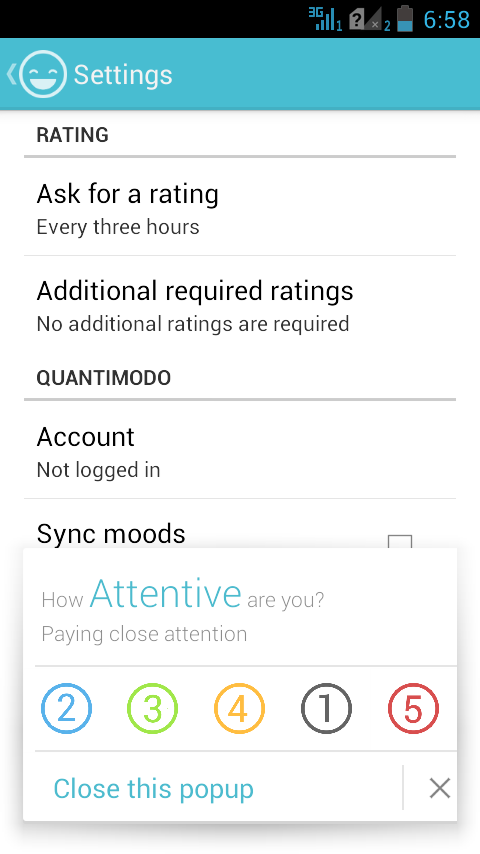 3G 1 ? 2 6:58
Settings
RATING
Ask for a rating
Every three hours
Additional required ratings
No additional ratings are required
QUANTIMODO
Account
Not logged in
Sync moods
How Attentive are you?
Paying close attention
2 3 4 1 5
Close this popup